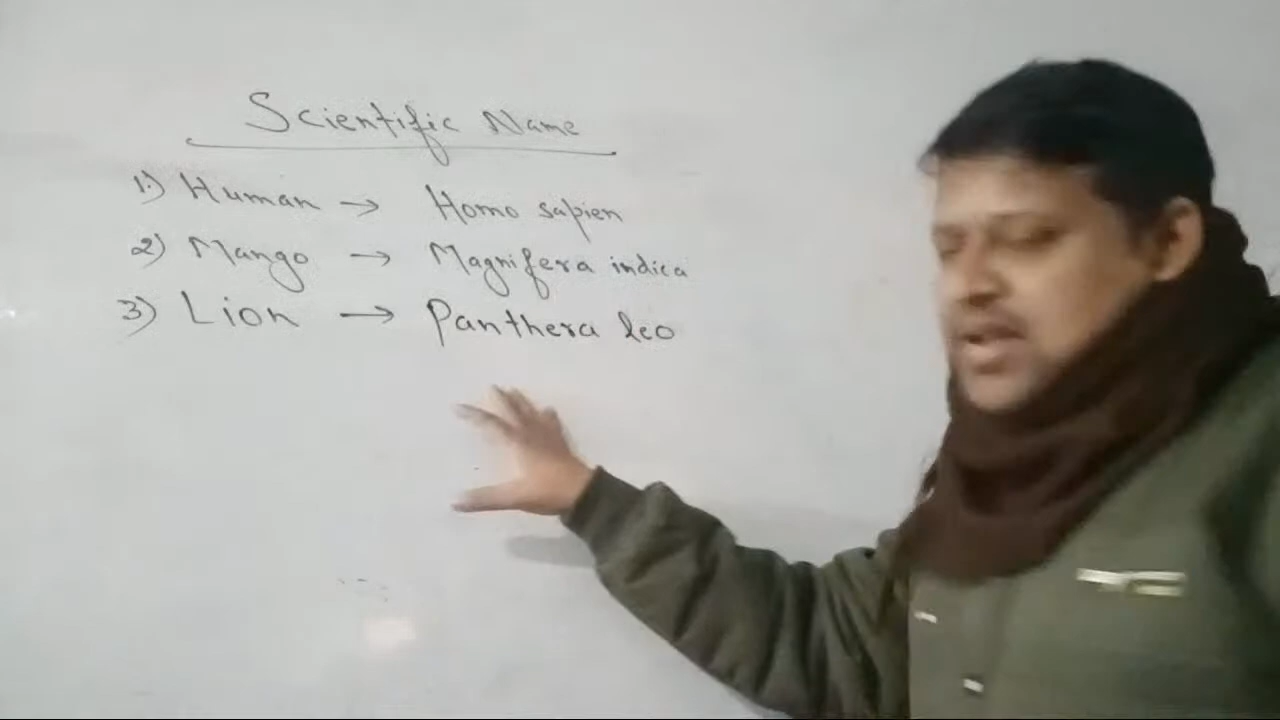 Scientific Name
1.) Human → Homo sapien
2) Mango → Magnifera indica
3) Lion → Panthera leo